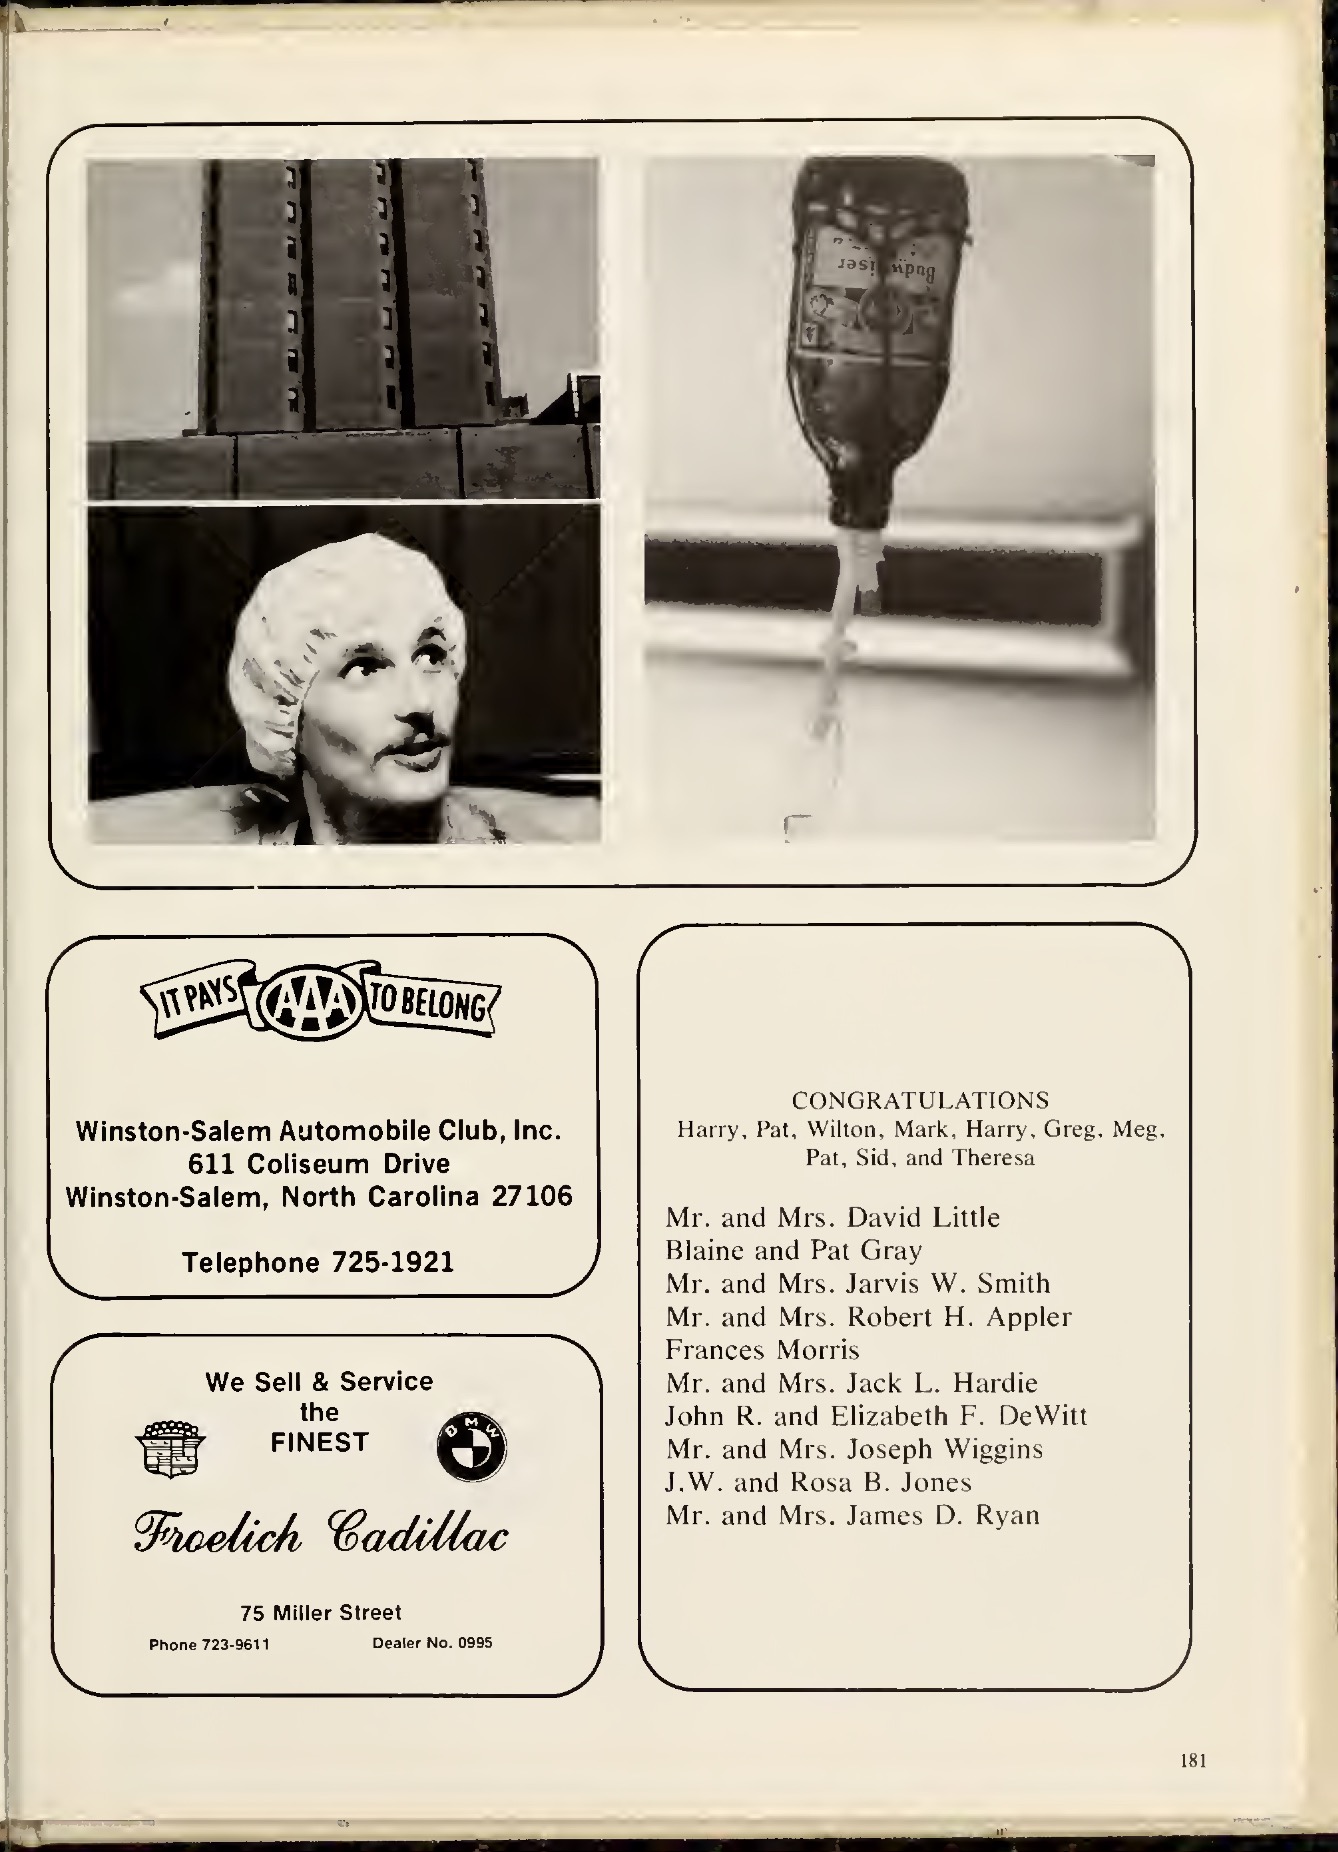 Budweiser
IT PAYS AAA TO BELONG
Winston-Salem Automobile Club, Inc.
611 Coliseum Drive
Winston-Salem, North Carolina 27106
Telephone 725-1921
We Sell & Service
the
FINEST
BMW
Froelich Cadillac
75 Miller Street
Phone 723-9611 Dealer No. 0995
CONGRATULATIONS
Harry, Pat, Wilton, Mark, Harry, Greg, Meg,
Pat, Sid, and Theresa
Mr. and Mrs. David Little
Blaine and Pat Gray
Mr. and Mrs. Jarvis W. Smith
Mr. and Mrs. Robert H. Appler
Frances Morris
Mr. and Mrs. Jack L. Hardie
John R. and Elizabeth F. DeWitt
Mr. and Mrs. Joseph Wiggins
J.W. and Rosa B. Jones
Mr. and Mrs. James D. Ryan
181